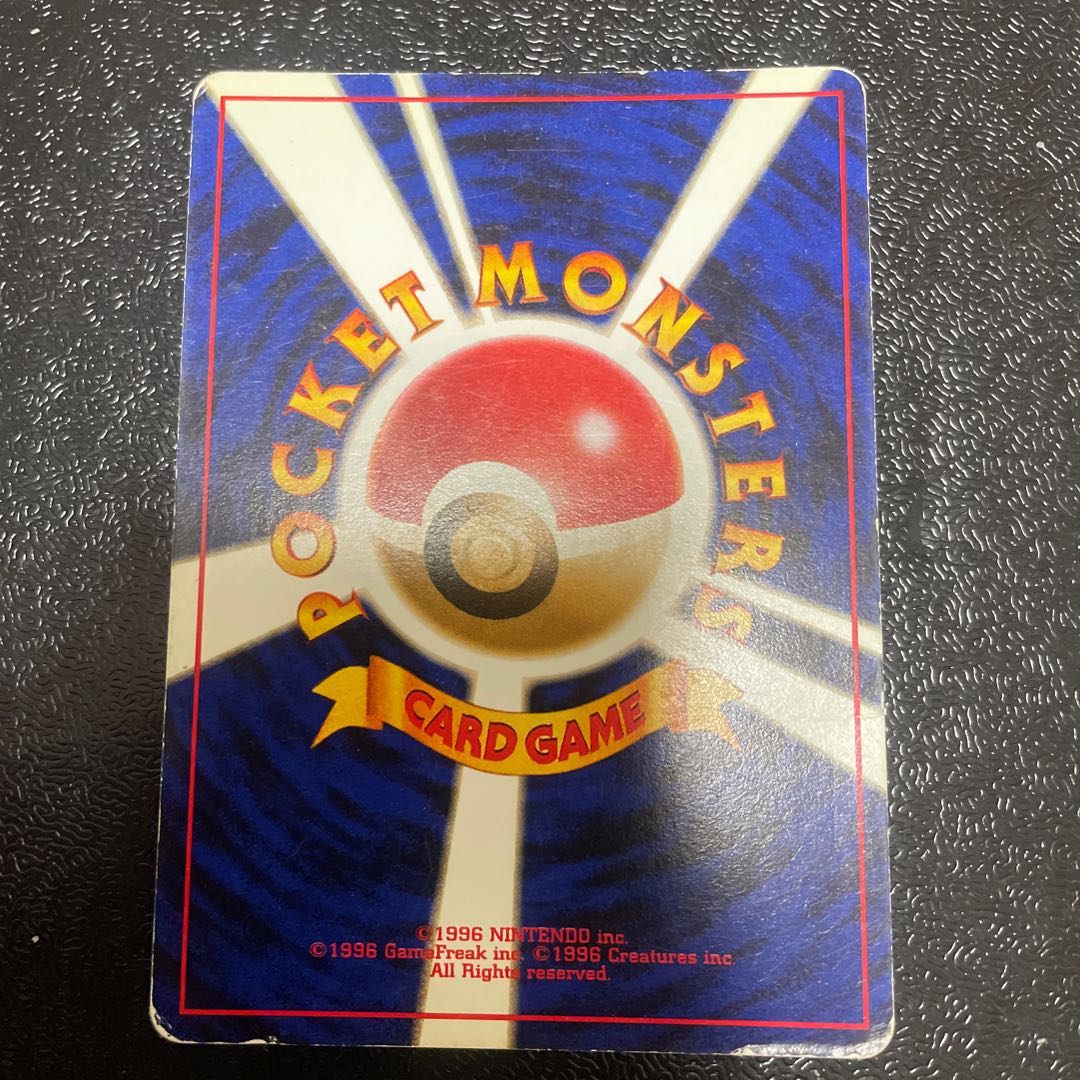 POCKET MONSTERS
CARD GAME
©1996 NINTENDO inc.
©1996 GameFreak inc. ©1996 Creatures inc.
All Rights reserved.